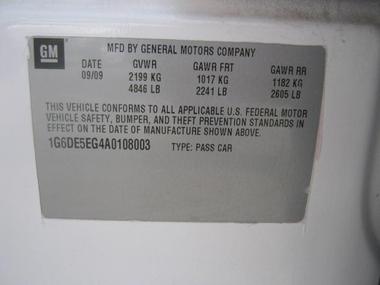 GM
MFD BY GENERAL MOTORS COMPANY
DATE GVWR GAWR FRT GAWR RR
09/09 2199 KG 1017 KG 1182 KG
4846 LB 2241 LB 2605 LB
THIS VEHICLE CONFORMS TO ALL APPLICABLE U.S. FEDERAL MOTOR
VEHICLE SAFETY, BUMPER, AND THEFT PREVENTION STANDARDS IN
EFFECT ON THE DATE OF MANUFACTURE SHOWN ABOVE.
1G6DE5EG4A0108003 TYPE: PASS CAR